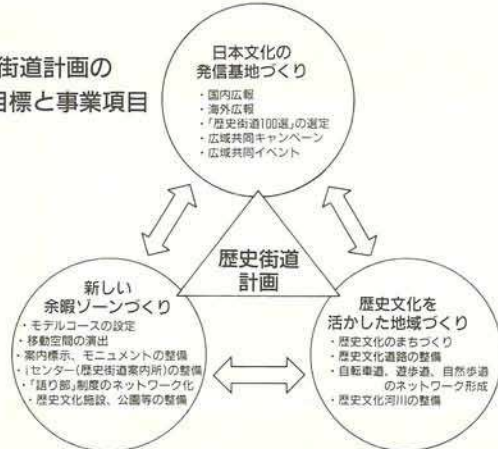 街道計画の
目標と事業項目
日本文化の
発信基地づくり
・国内広報
・海外広報
・「歴史街道100選」の選定
・広域共同キャンペーン
・広域共同イベント
歴史街道
計画
新しい
余暇ゾーンづくり
・モデルコースの設定
・移動空間の演出
・案内標示、モニュメントの整備
・iセンター(歴史街道案内所)の整備
・「語り部」制度のネットワーク化
・歴史文化施設、公園等の整備
歴史文化を
活かした地域づくり
・歴史文化のまちづくり
・歴史文化道路の整備
・自転車道、遊歩道、自然歩道
のネットワーク形成
・歴史文化河川の整備